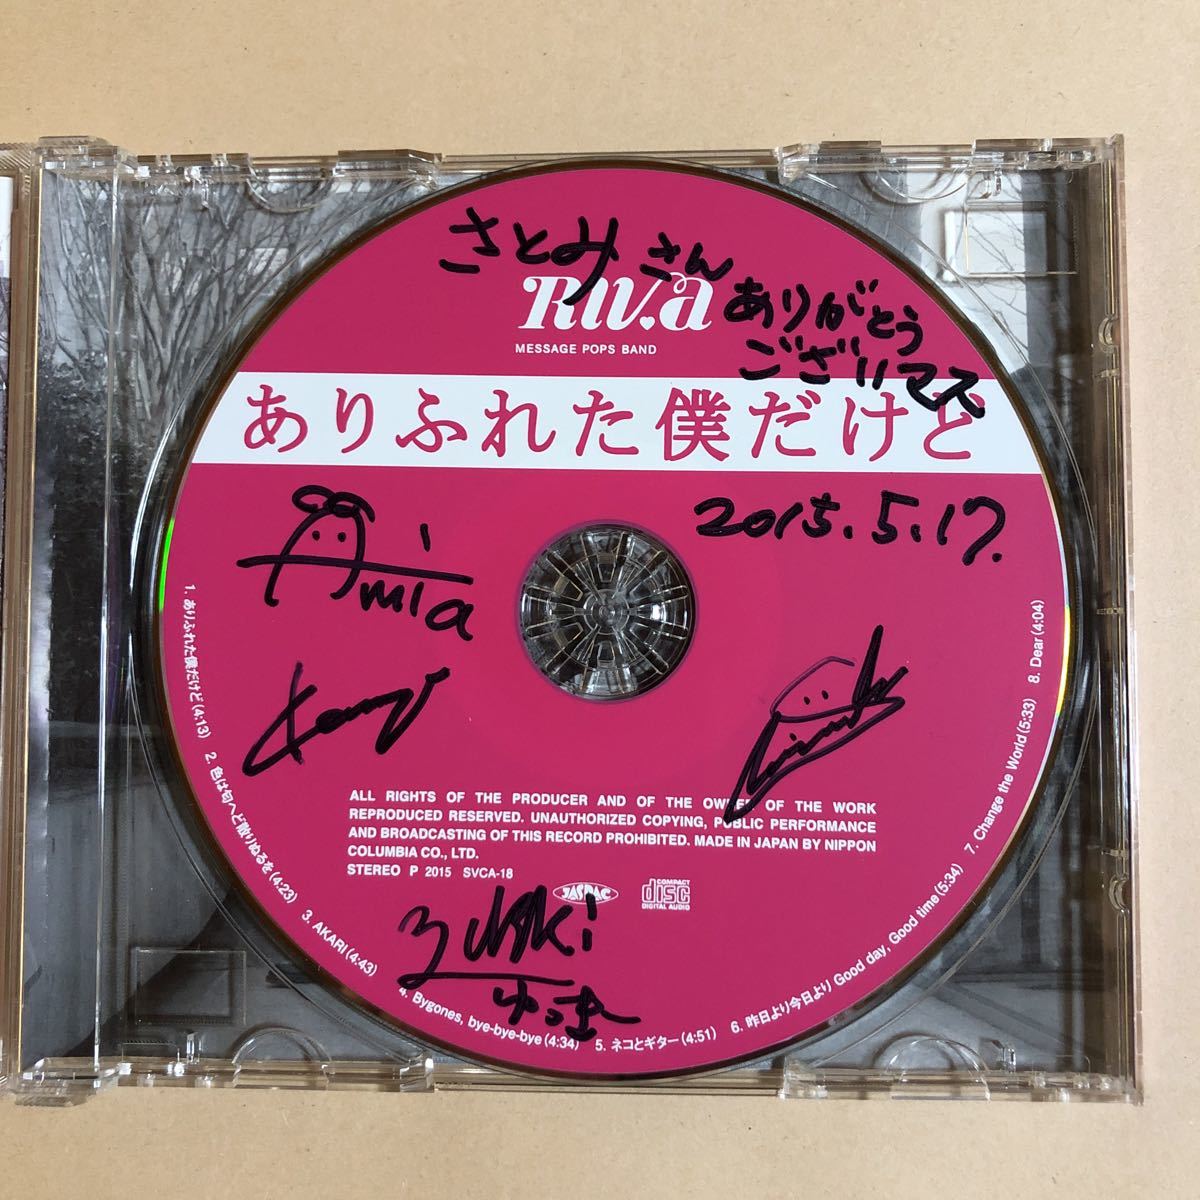 さとみさん
ありがとう
ございマス
Riv.a
MESSAGE POPS BAND
ありふれた僕だけど
2015.5.17.
Amia
ALL RIGHTS OF THE PRODUCER AND OF THE OWNER OF THE WORK
REPRODUCED RESERVED. UNAUTHORIZED COPYING, PUBLIC PERFORMANCE
AND BROADCASTING OF THIS RECORD PROHIBITED. MADE IN JAPAN BY NIPPON
COLUMBIA CO., LTD.
STEREO P 2015 SVCA-18
JASRAC
COMPACT
disc
DIGITAL AUDIO
ゆっき
1. ありふれた僕だけど(4:13)
2. 色は匂へど散りぬるを(4:23)
3. AKARI(4:43)
4. Bygones, bye-bye-bye(4:34)
5. ネコとギター(4:51)
6. 昨日より今日より Good day, Good time(5:34)
7. Change the World(5:33)
8. Dear(4:04)